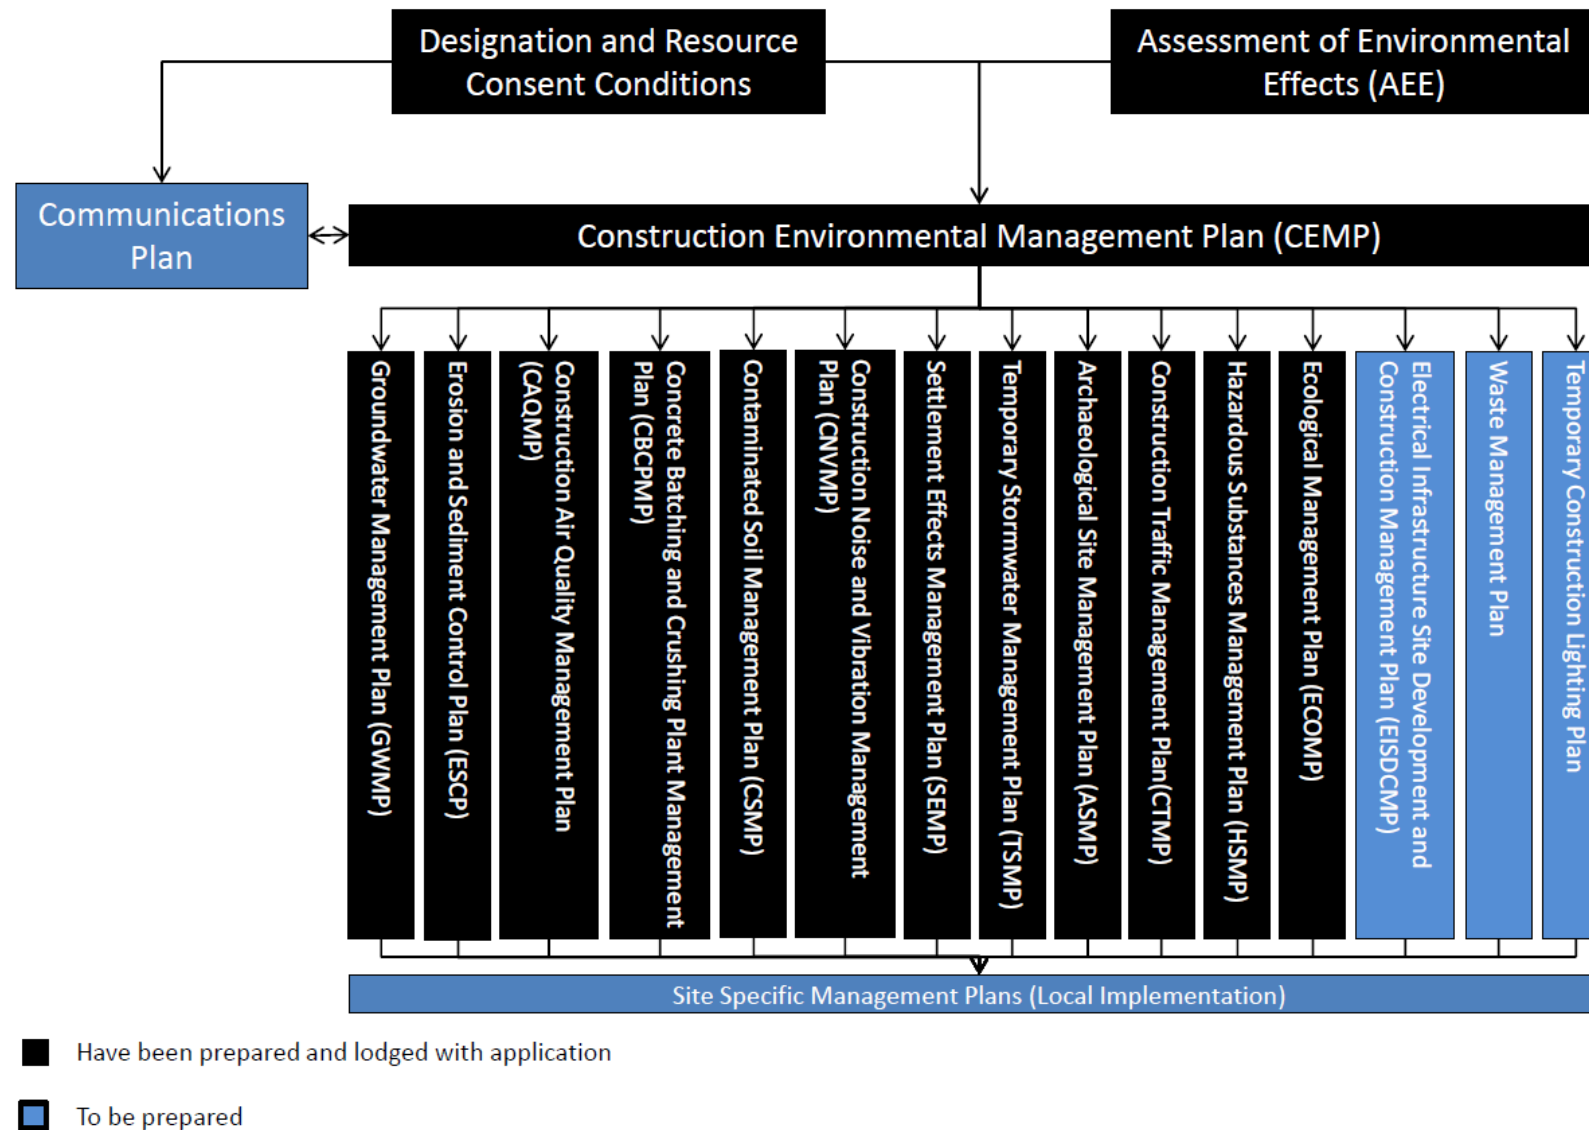 Designation and Resource
Consent Conditions
Assessment of Environmental
Effects (AEE)
Communications
Plan
Construction Environmental Management Plan (CEMP)
Groundwater Management Plan (GWMP)
Erosion and Sediment Control Plan (ESCP)
Construction Air Quality Management Plan
(CAQMP)
Concrete Batching and Crushing Plant Management
Plan (CBCPMP)
Contaminated Soil Management Plan (CSMP)
Construction Noise and Vibration Management
Plan (CNVMP)
Settlement Effects Management Plan (SEMP)
Temporary Stormwater Management Plan (TSMP)
Archaeological Site Management Plan (ASMP)
Construction Traffic Management Plan(CTMP)
Hazardous Substances Management Plan (HSMP)
Ecological Management Plan (ECOMP)
Electrical Infrastructure Site Development and
Construction Management Plan (EISDCMP)
Waste Management Plan
Temporary Construction Lighting Plan
Site Specific Management Plans (Local Implementation)
Have been prepared and lodged with application
To be prepared